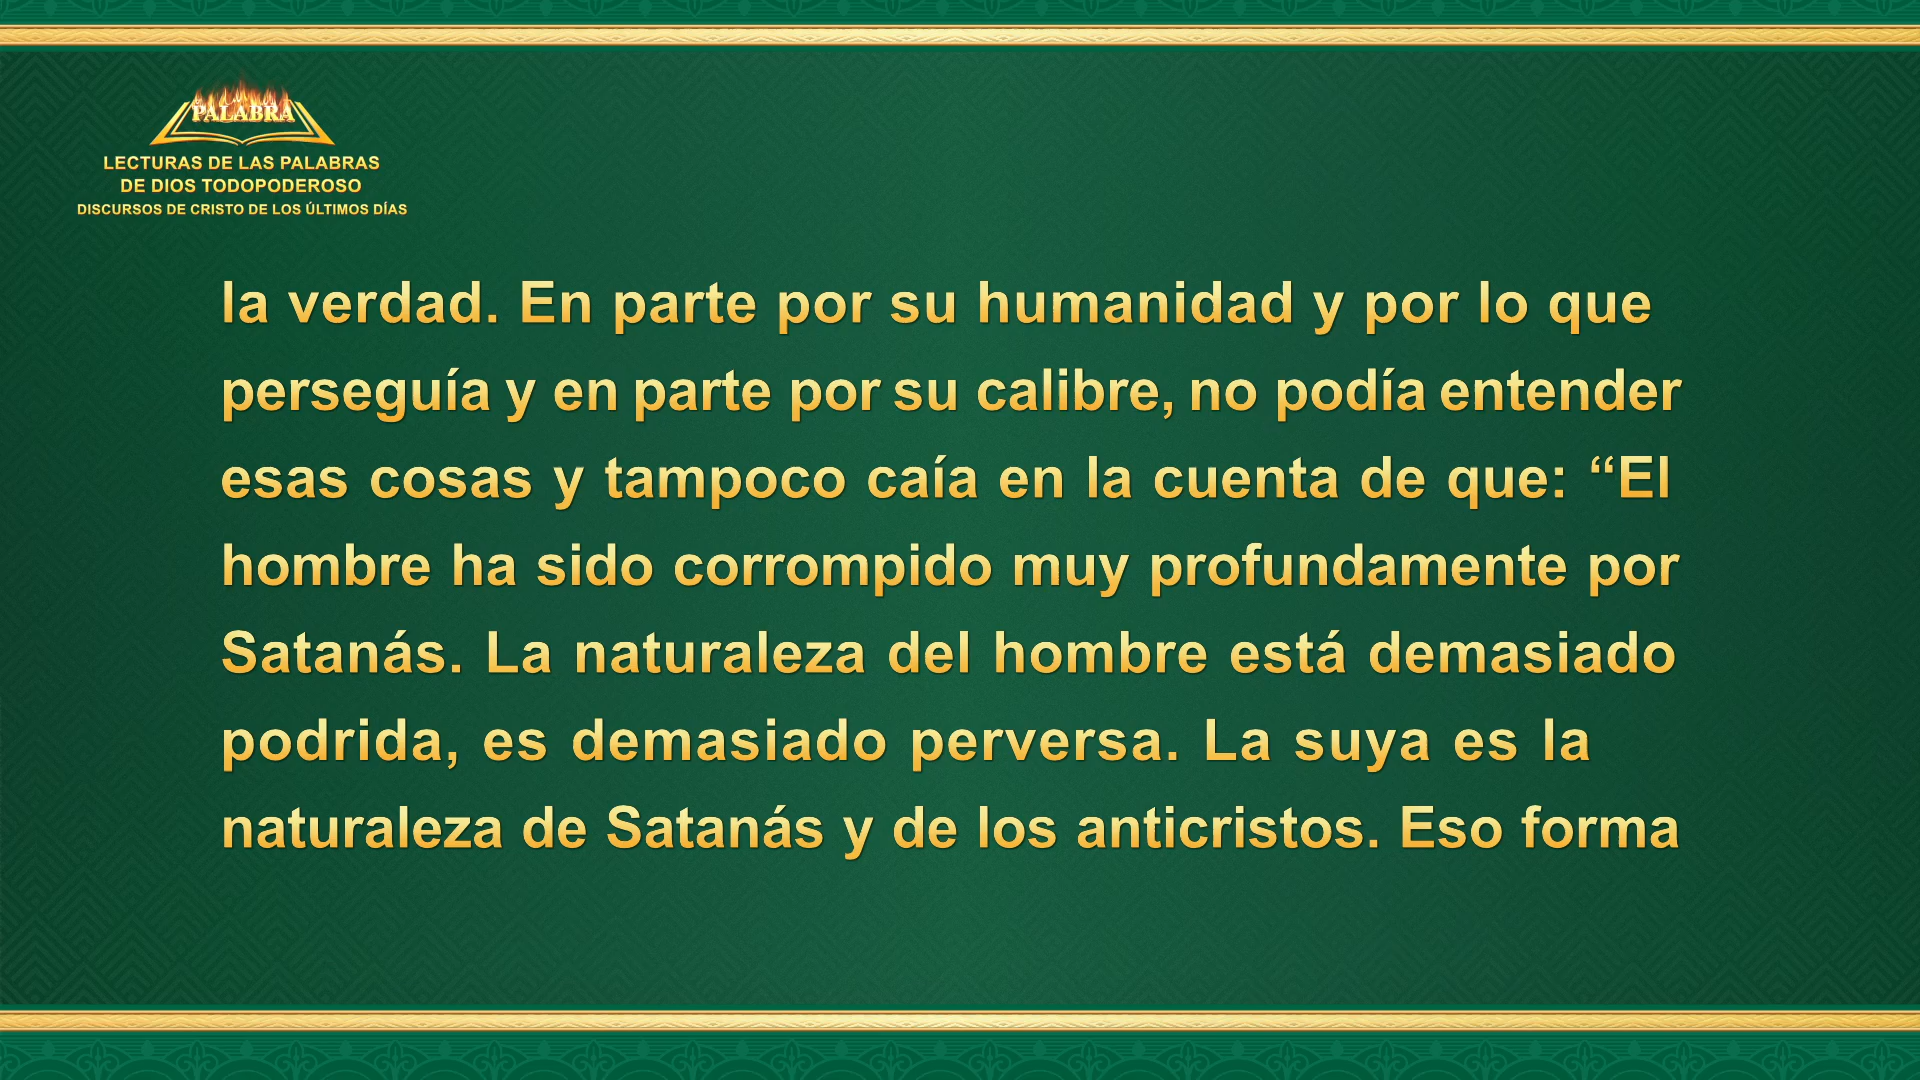 PALABRA
LECTURAS DE LAS PALABRAS
DE DIOS TODOPODEROSO
DISCURSOS DE CRISTO DE LOS ÚLTIMOS DÍAS
la verdad. En parte por su humanidad y por lo que
perseguía y en parte por su calibre, no podía entender
esas cosas y tampoco caía en la cuenta de que: “El
hombre ha sido corrompido muy profundamente por
Satanás. La naturaleza del hombre está demasiado
podrida, es demasiado perversa. La suya es la
naturaleza de Satanás y de los anticristos. Eso forma